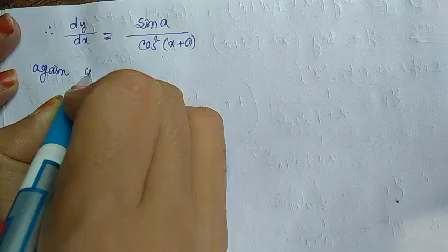 ∴ dy/dx = sin a / cos² (x + a)
again